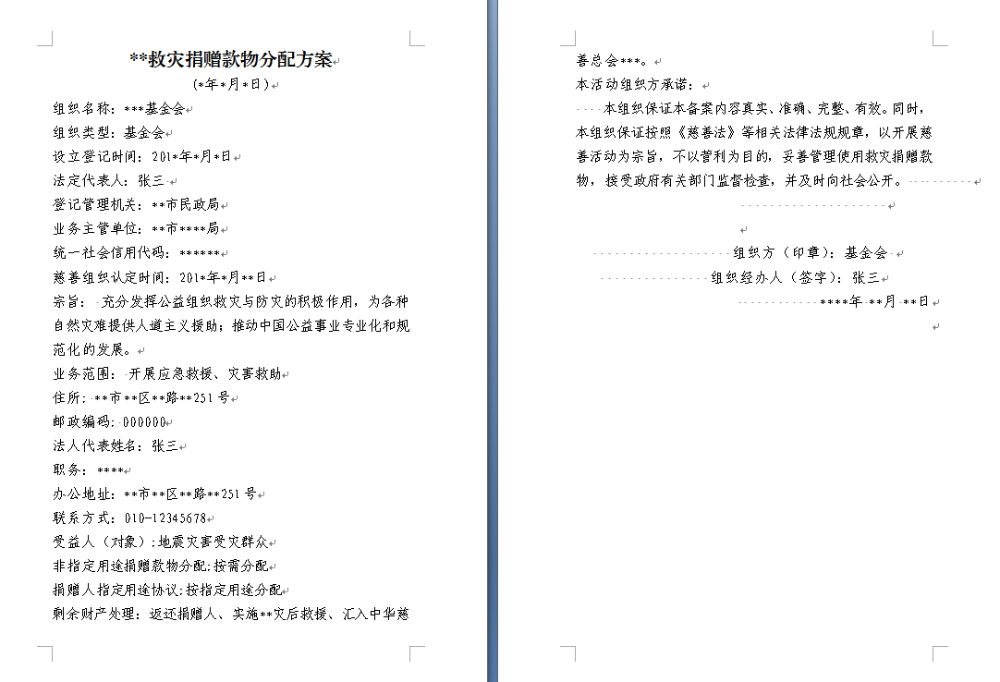 **救灾捐赠款物分配方案
(*年*月*日)
组织名称：***基金会
组织类型：基金会
设立登记时间：201*年*月*日
法定代表人：张三
登记管理机关：**市民政局
业务主管单位：**市****局
统一社会信用代码：******
慈善组织认定时间：201*年*月**日
宗旨： 充分发挥公益组织救灾与防灾的积极作用，为各种
自然灾难提供人道主义援助；推动中国公益事业专业化和规
范化的发展。
业务范围： 开展应急救援、灾害救助
住所: **市**区**路**251 号
邮政编码: 000000
法人代表姓名：张三
职务：****
办公地址：**市**区**路**251 号
联系方式：010-12345678
受益人（对象）;地震灾害受灾群众
非指定用途捐赠款物分配;按需分配
捐赠人指定用途协议;按指定用途分配
剩余财产处理：返还捐赠人、实施**灾后救援、汇入中华慈
善总会***。
本活动组织方承诺：
本组织保证本备案内容真实、准确、完整、有效。同时，
本组织保证按照《慈善法》等相关法律法规规章，以开展慈
善活动为宗旨，不以营利为目的，妥善管理使用救灾捐赠款
物，接受政府有关部门监督检查，并及时向社会公开。
组织方（印章）：基金会
组织经办人（签字）：张三
****年 **月 **日